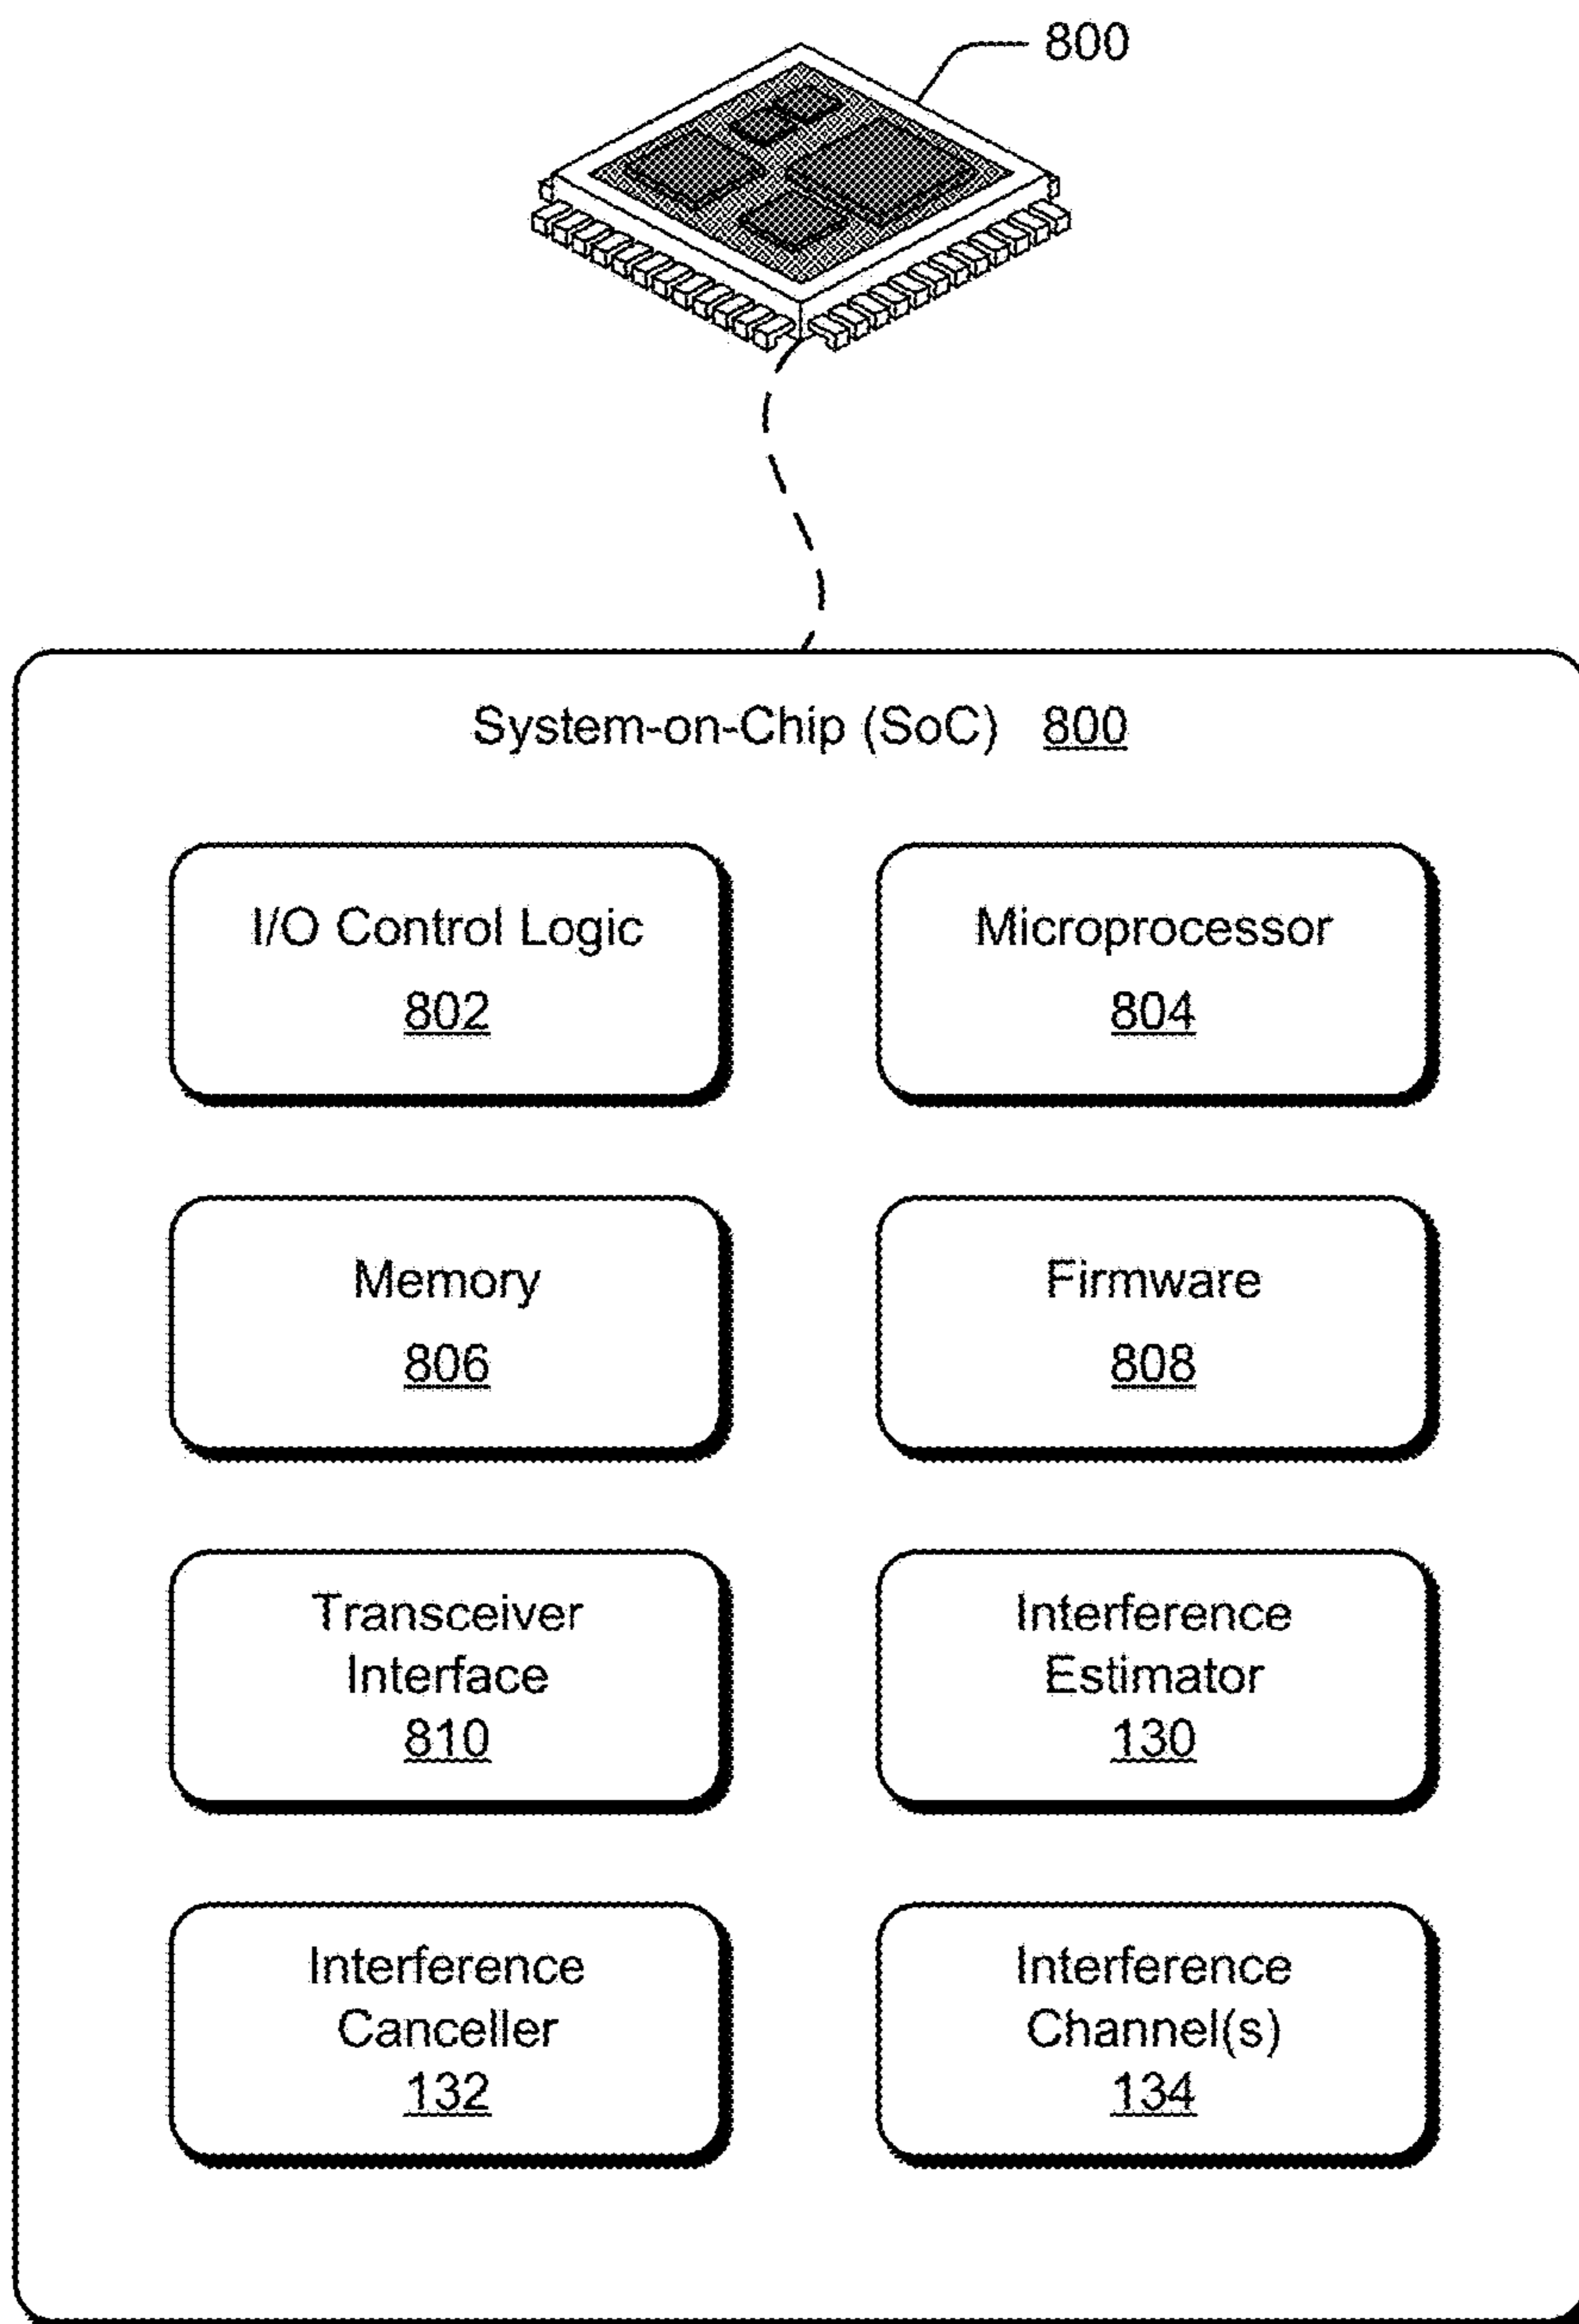 800
System-on-Chip (SoC) 800
I/O Control Logic
802
Microprocessor
804
Memory
806
Firmware
808
Transceiver
Interface
810
Interference
Estimator
130
Interference
Canceller
132
Interference
Channel(s)
134